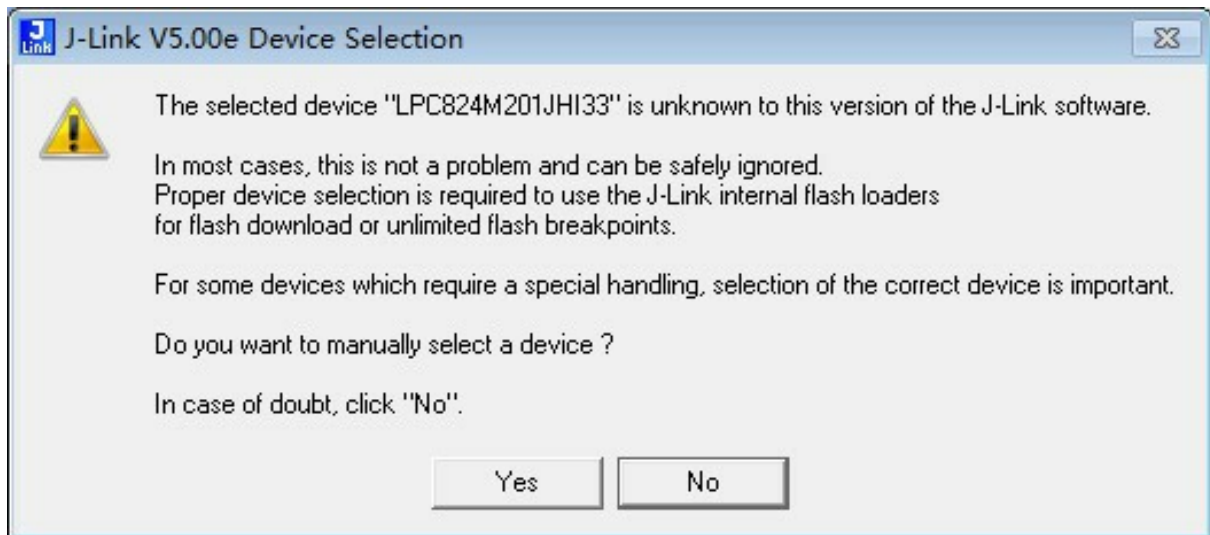 J Link J-Link V5.00e Device Selection
The selected device "LPC824M201JHI33" is unknown to this version of the J-Link software.
In most cases, this is not a problem and can be safely ignored.
Proper device selection is required to use the J-Link internal flash loaders
for flash download or unlimited flash breakpoints.
For some devices which require a special handling, selection of the correct device is important.
Do you want to manually select a device ?
In case of doubt, click "No".
Yes No